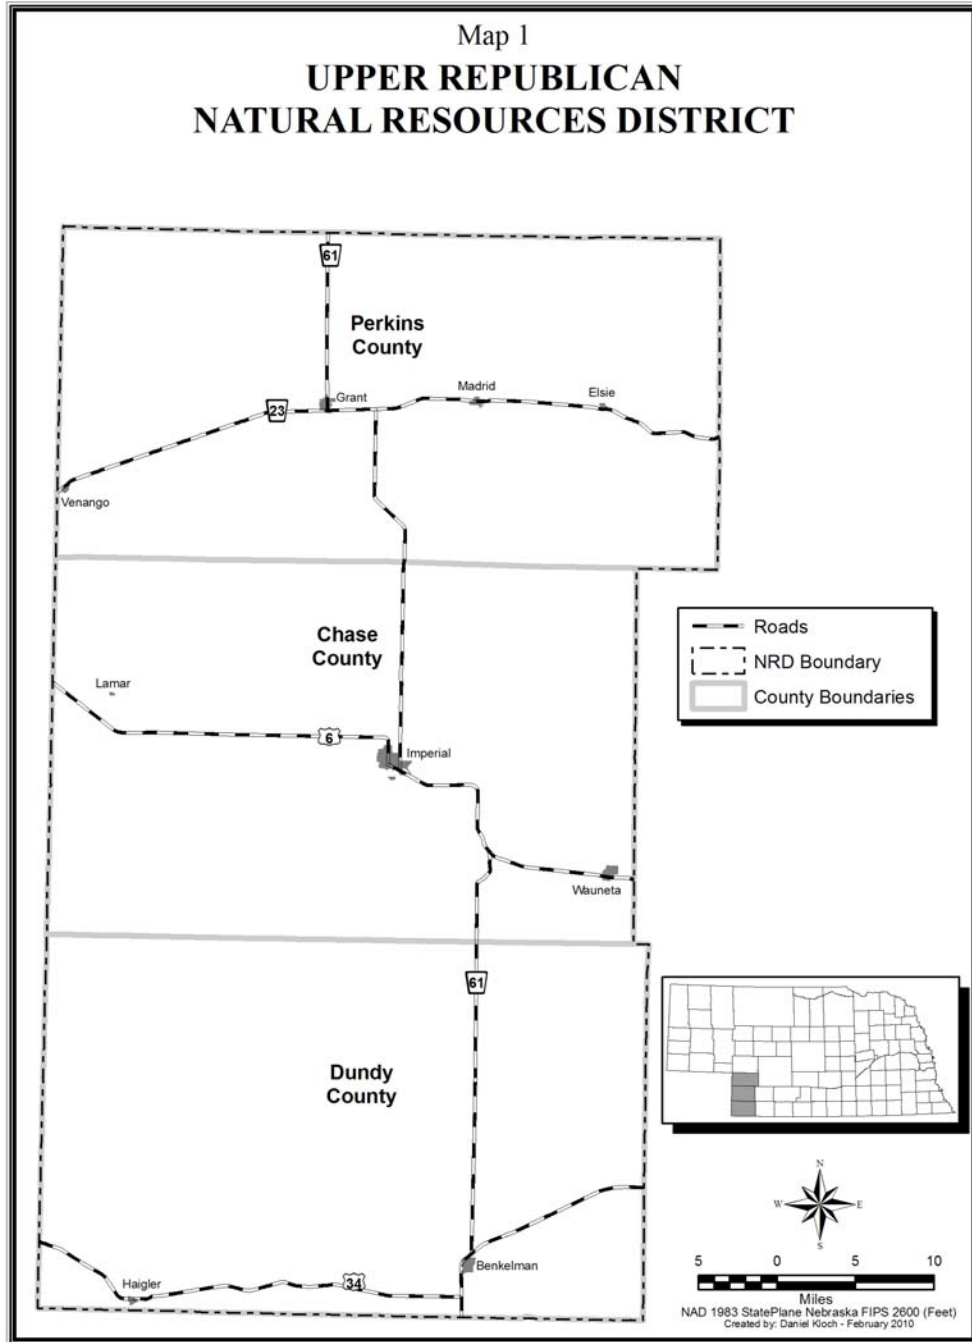 Map 1
UPPER REPUBLICAN
NATURAL RESOURCES DISTRICT
61
Perkins
County
Grant
Madrid
Elsie
23
Venango
Chase
County
Roads
NRD Boundary
County Boundaries
Lamar
6
Imperial
Wauneta
61
Dundy
County
N
W
E
S
Benkelman
Haigler
34
5
0
5
10
Miles
NAD 1983 StatePlane Nebraska FIPS 2600 (Feet)
Created by: Daniel Kloch - February 2010